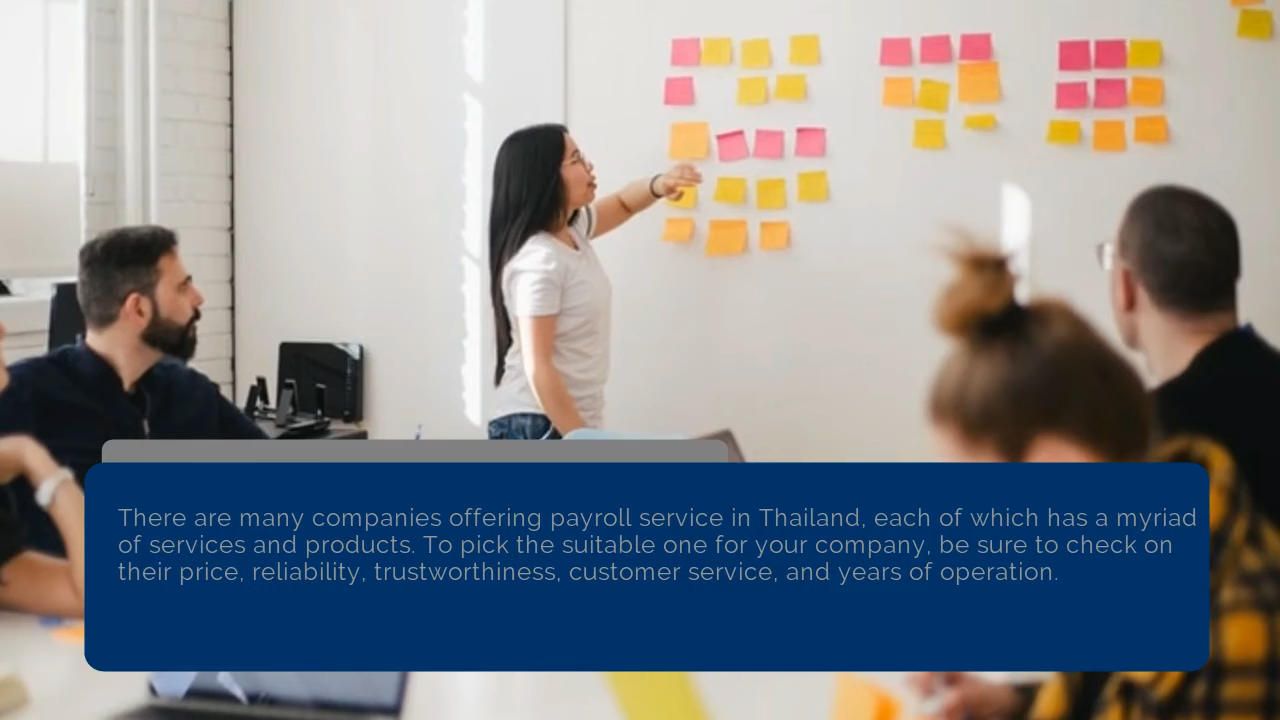 There are many companies offering payroll service in Thailand, each of which has a myriad
of services and products. To pick the suitable one for your company, be sure to check on
their price, reliability, trustworthiness, customer service, and years of operation.